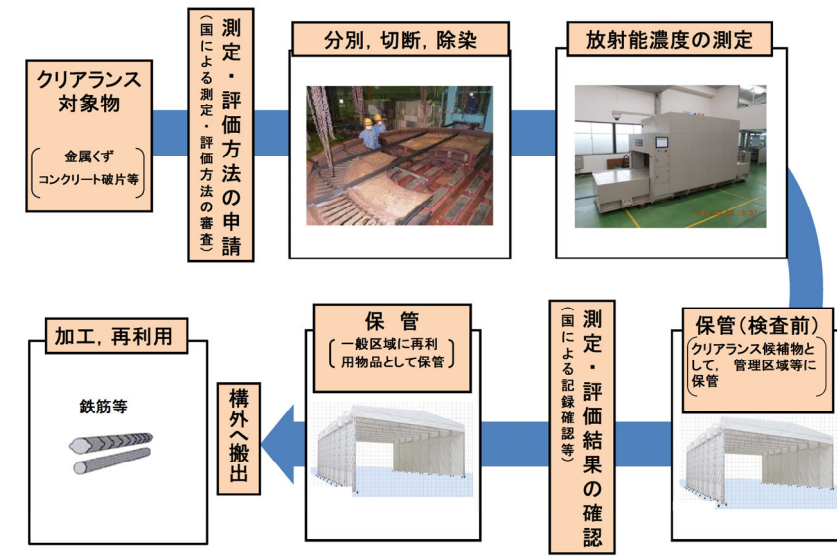 クリアランス
対象物
金属くず
コンクリート破片等
測定・評価方法の申請
(国による測定・評価方法の審査)
分別，切断，除染
放射能濃度の測定
保管(検査前)
クリアランス候補物と
して，管理区域等に
保管
測定・評価結果の確認
(国による記録確認等)
保管
一般区域に再利
用物品として保管
構外へ搬出
加工，再利用
鉄筋等